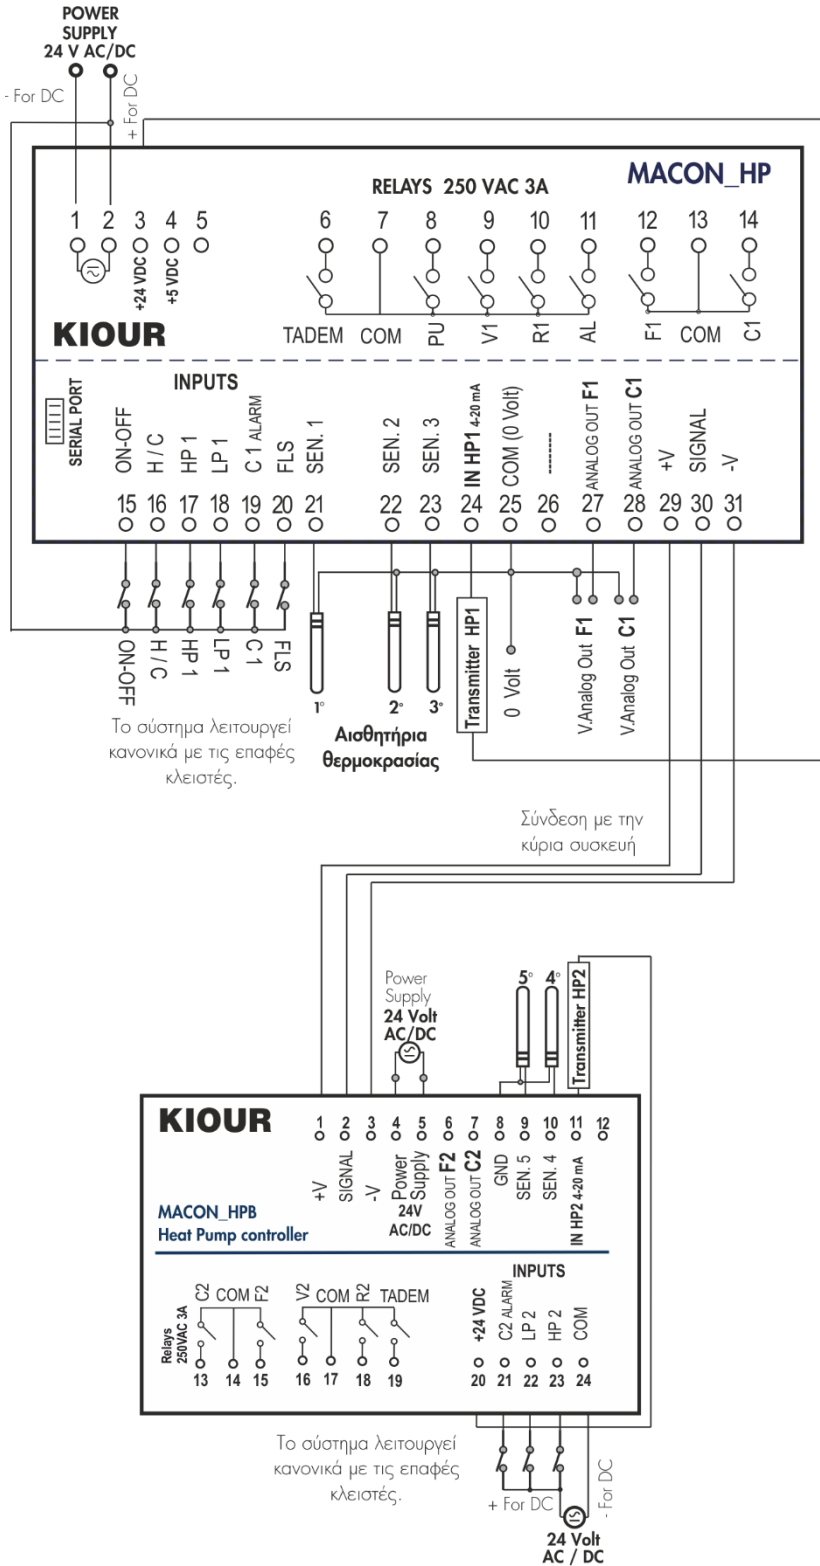 POWER
SUPPLY
24 V AC/DC
- For DC
+ For DC
MACON_HP
RELAYS 250 VAC 3A
1 2 3 4 5 6 7 8 9 10 11 12 13 14
+24 VDC
+5 VDC
TADEM COM PU V1 R1 AL F1 COM C1
KIOUR
INPUTS
SERIAL PORT
ON-OFF
H / C
HP 1
LP 1
C 1 ALARM
FLS
SEN. 1
SEN. 2
SEN. 3
IN HP1 4-20 mA
COM (0 Volt)
--------
ANALOG OUT F1
ANALOG OUT C1
+V
SIGNAL
-V
15 16 17 18 19 20 21 22 23 24 25 26 27 28 29 30 31
ON-OFF
H / C
HP 1
LP 1
C 1
FLS
1° 2° 3°
Transmitter HP1
0 Volt
V.Analog Out F1
V.Analog Out C1
Το σύστημα λειτουργεί
κανονικά με τις επαφές
κλειστές.
Αισθητήρια
θερμοκρασίας
Σύνδεση με την
κύρια συσκευή
Power
Supply
24 Volt
AC/DC
5° 4°
Transmitter HP2
KIOUR
1 2 3 4 5 6 7 8 9 10 11 12
+V
SIGNAL
-V
Power
Supply
24V
AC/DC
ANALOG OUT F2
ANALOG OUT C2
GND
SEN. 5
SEN. 4
IN HP2 4-20 mA
MACON_HPB
Heat Pump controller
INPUTS
Relays
250VAC 3A
C2 COM F2
V2 COM R2 TADEM
+24 VDC
C2 ALARM
LP 2
HP 2
COM
13 14 15 16 17 18 19 20 21 22 23 24
Το σύστημα λειτουργεί
κανονικά με τις επαφές
κλειστές.
+ For DC
- For DC
24 Volt
AC / DC